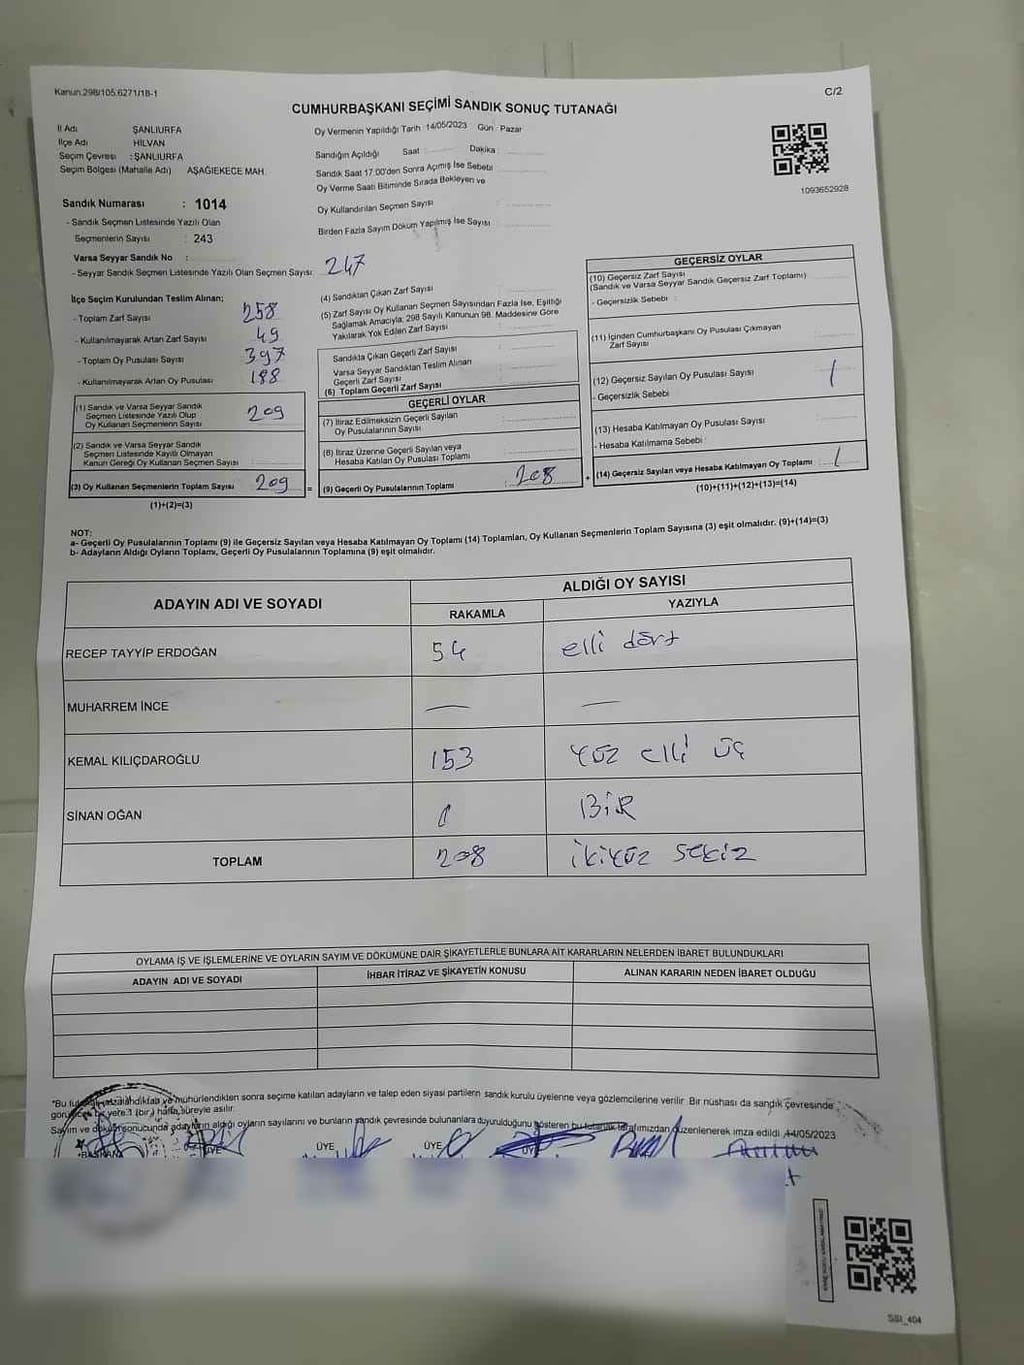 Kanun.298/105.6271/18-1
C/2
CUMHURBAŞKANI SEÇİMİ SANDIK SONUÇ TUTANAĞI
İl Adı ŞANLIURFA
İlçe Adı HİLVAN
Seçim Çevresi : ŞANLIURFA
Seçim Bölgesi (Mahalle Adı) AŞAĞIEKECE MAH.
Oy Vermenin Yapıldığı Tarih 14/05/2023 Gün : Pazar
Sandığın Açıldığı Saat Dakika
Sandık Saat 17.00'den Sonra Açımış İse Sebebi
Oy Verme Saati Bitiminde Sırada Bekleyen ve
Oy Kullandırılan Seçmen Sayısı
Birden Fazla Sayım Döküm Yapılmış İse Sayısı
1093652928
Sandık Numarası : 1014
- Sandık Seçmen Listesinde Yazılı Olan
Seçmenlerin Sayısı : 243
Varsa Seyyar Sandık No :
- Seyyar Sandık Seçmen Listesinde Yazılı Olan Seçmen Sayısı: 247
İlçe Seçim Kurulundan Teslim Alınan;
- Toplam Zarf Sayısı 258
- Kullanılmayarak Artan Zarf Sayısı 49
- Toplam Oy Pusulası Sayısı 397
- Kullanılmayarak Artan Oy Pusulası 188
(1) Sandık ve Varsa Seyyar Sandık
Seçmen Listesinde Yazılı Olup
Oy Kullanan Seçmenlerin Sayısı 209
(2) Sandık ve Varsa Seyyar Sandık
Seçmen Listesinde Kayıtlı Olmayan
Kanun Gereği Oy Kullanan Seçmen Sayısı
(3) Oy Kullanan Seçmenlerin Toplam Sayısı 209 =
(1)+(2)=(3)
(4) Sandıktan Çıkan Zarf Sayısı
(5) Zarf Sayısı Oy Kullanan Seçmen Sayısından Fazla İse, Eşitliği
Sağlamak Amacıyla; 298 Sayılı Kanunun 98. Maddesine Göre
Yakılarak Yok Edilen Zarf Sayısı
Sandıkta Çıkan Geçerli Zarf Sayısı
Varsa Seyyar Sandıktan Teslim Alınan
Geçerli Zarf Sayısı
(6) Toplam Geçerli Zarf Sayısı
GEÇERLİ OYLAR
(7) İtiraz Edilmeksizin Geçerli Sayılan
Oy Pusulalarının Sayısı
(8) İtiraz Üzerine Geçerli Sayılan veya
Hesaba Katılan Oy Pusulası Toplamı
(9) Geçerli Oy Pusulalarının Toplamı : 208 +
GEÇERSİZ OYLAR
(10) Geçersiz Zarf Sayısı
(Sandık ve Varsa Seyyar Sandık Geçersiz Zarf Toplamı)
- Geçersizlik Sebebi :
(11) İçinden Cumhurbaşkanı Oy Pusulası Çıkmayan
Zarf Sayısı
(12) Geçersiz Sayılan Oy Pusulası Sayısı 1
- Geçersizlik Sebebi
(13) Hesaba Katılmayan Oy Pusulası Sayısı
- Hesaba Katılmama Sebebi :
(14) Geçersiz Sayılan veya Hesaba Katılmayan Oy Toplamı 1
(10)+(11)+(12)+(13)=(14)
NOT:
a- Geçerli Oy Pusulalarının Toplamı (9) ile Geçersiz Sayılan veya Hesaba Katılmayan Oy Toplamı (14) Toplamları, Oy Kullanan Seçmenlerin Toplam Sayısına (3) eşit olmalıdır. (9)+(14)=(3)
b- Adayların Aldığı Oyların Toplamı, Geçerli Oy Pusulalarının Toplamına (9) eşit olmalıdır.
ADAYIN ADI VE SOYADI ALDIĞI OY SAYISI
RAKAMLA YAZIYLA
RECEP TAYYİP ERDOĞAN 54 elli dört
MUHARREM İNCE — —
KEMAL KILIÇDAROĞLU 153 Yüz elli üç
SİNAN OĞAN 1 BİR
TOPLAM 208 ikiyüz sekiz
OYLAMA İŞ VE İŞLEMLERİNE VE OYLARIN SAYIM VE DÖKÜMÜNE DAİR ŞİKAYETLERLE BUNLARA AİT KARARLARIN NELERDEN İBARET BULUNDUKLARI
ADAYIN ADI VE SOYADI İHBAR İTİRAZ VE ŞİKAYETİN KONUSU ALINAN KARARIN NEDEN İBARET OLDUĞU
*Bu ve mühürlendikten sonra seçime katılan adayların ve talep eden siyasi partilerin sandık kurulu üyelerine veya gözlemcilerine verilir. Bir nüshası da sandık çevresinde
bir yere 1 (bir) hafta süreyle asılır.
Sayım ve döküm sonucunda adayların aldığı oyların sayılarını ve bunların sandık çevresinde bulunanlara duyurulduğunu gösteren bu tutanak tarafımızdan düzenlenerek imza edildi. 14/05/2023
BAŞKAN ÜYE ÜYE ÜYE
SSI_404